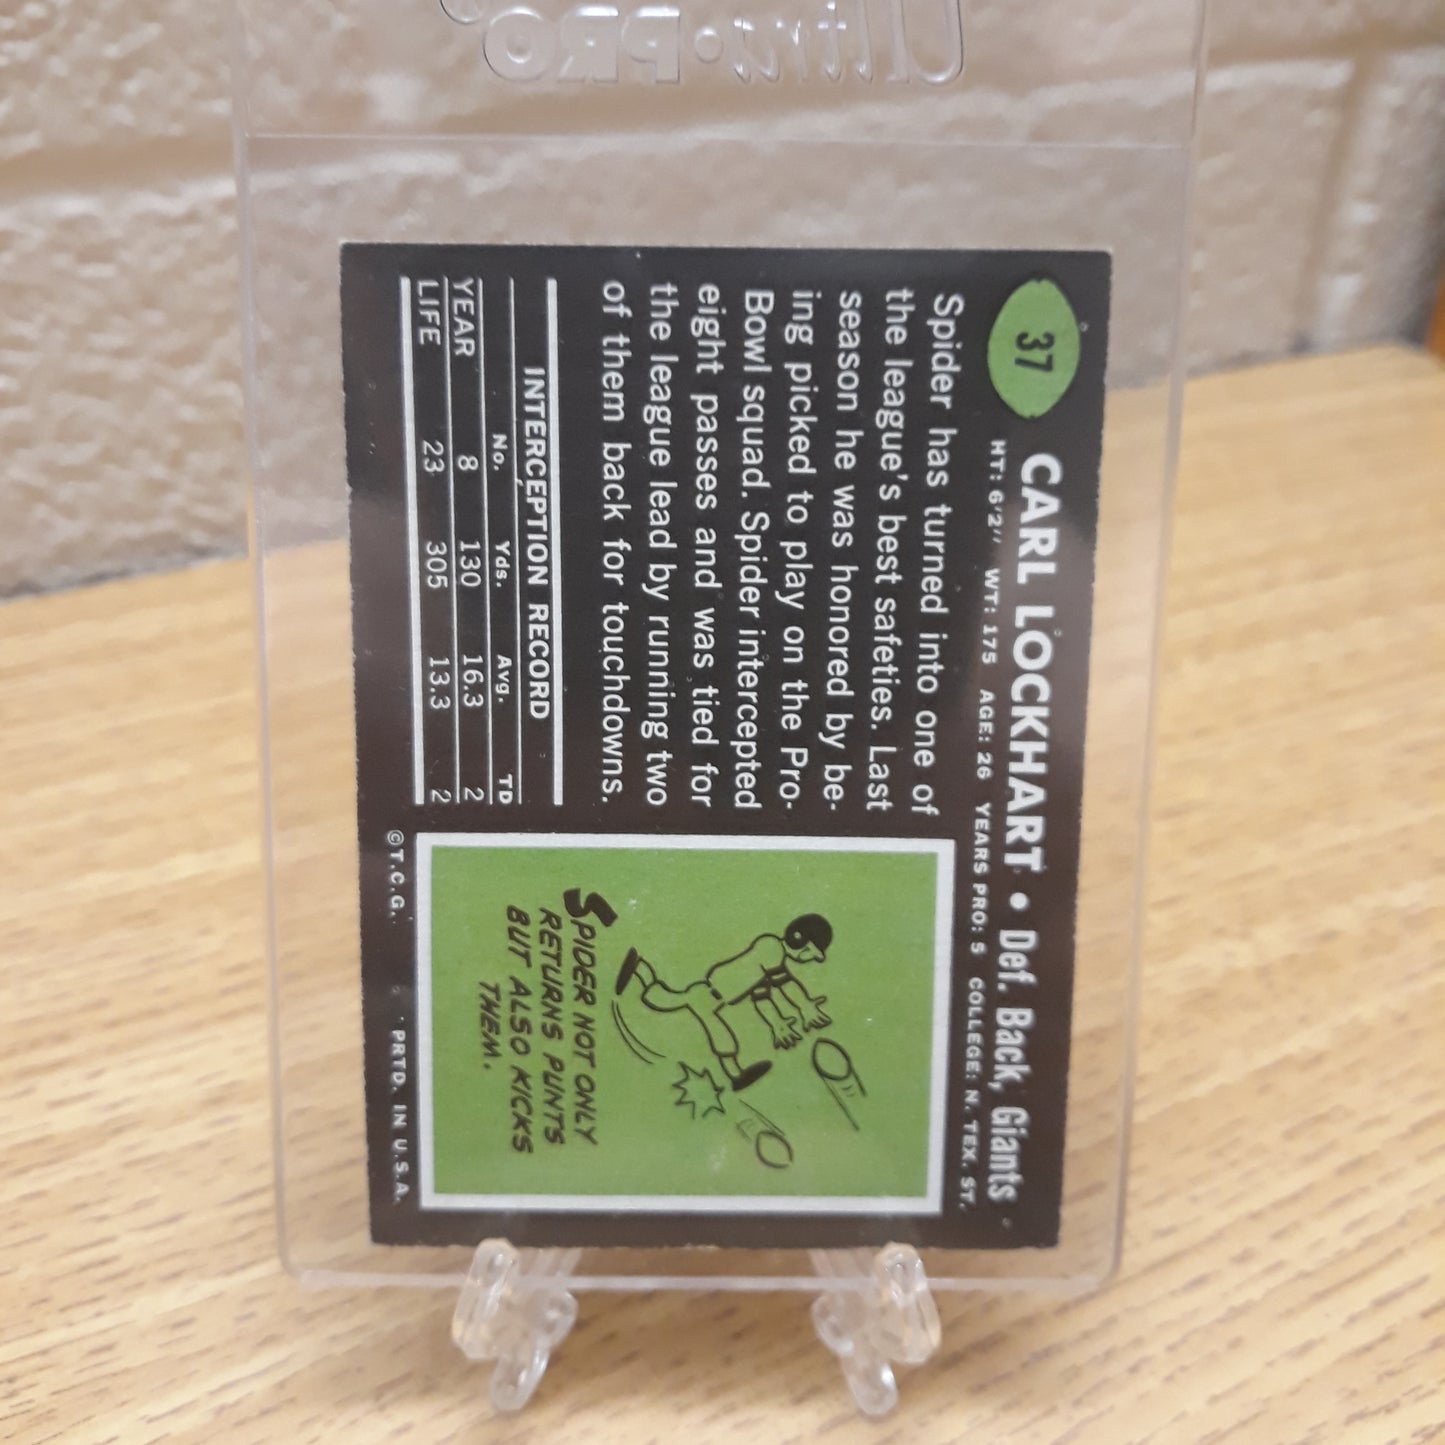 Ultra•PRO
37
CARL LOCKHART • Def. Back, Giants
HT: 6'2" WT: 175 AGE: 26 YEARS PRO: 5 COLLEGE: N. TEX. ST.
Spider has turned into one of
the league's best safeties. Last
season he was honored by be-
ing picked to play on the Pro-
Bowl squad. Spider intercepted
eight passes and was tied for
the league lead by running two
of them back for touchdowns.
INTERCEPTION RECORD
No. Yds. Avg. TD
YEAR 8 130 16.3 2
LIFE 23 305 13.3 2
SPIDER NOT ONLY
RETURNS PUNTS
BUT ALSO KICKS
THEM.
©T.C.G. PRTD. IN U.S.A.